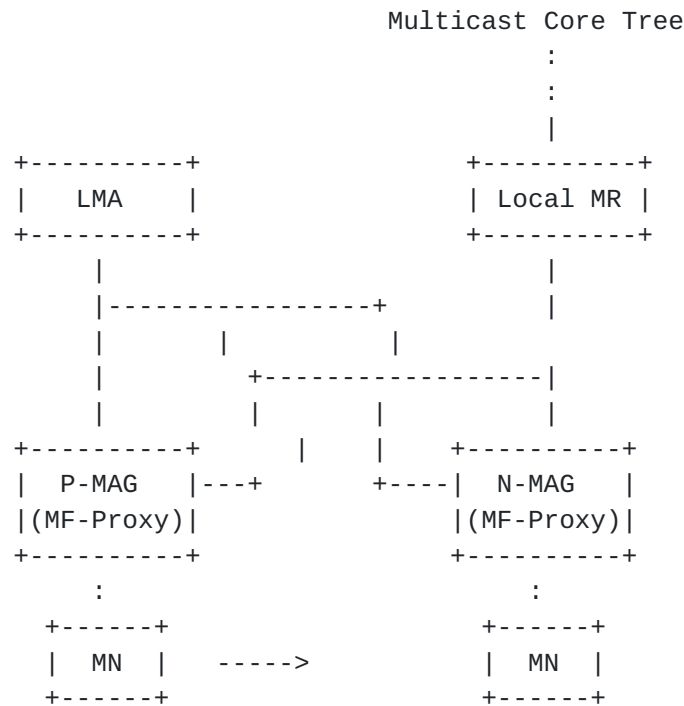 Multicast Core Tree
:
:
|
+----------+                +----------+
|   LMA    |                | Local MR |
+----------+                +----------+
|                          |
|-----------------+          |
|       |          |
|         +------------------|
|         |       |          |
+----------+      |    |    +----------+
|  P-MAG   |---+       +----|  N-MAG   |
|(MF-Proxy)|                |(MF-Proxy)|
+----------+                +----------+
:                          :
+------+                   +------+
|  MN  |   ----->          |  MN  |
+------+                   +------+